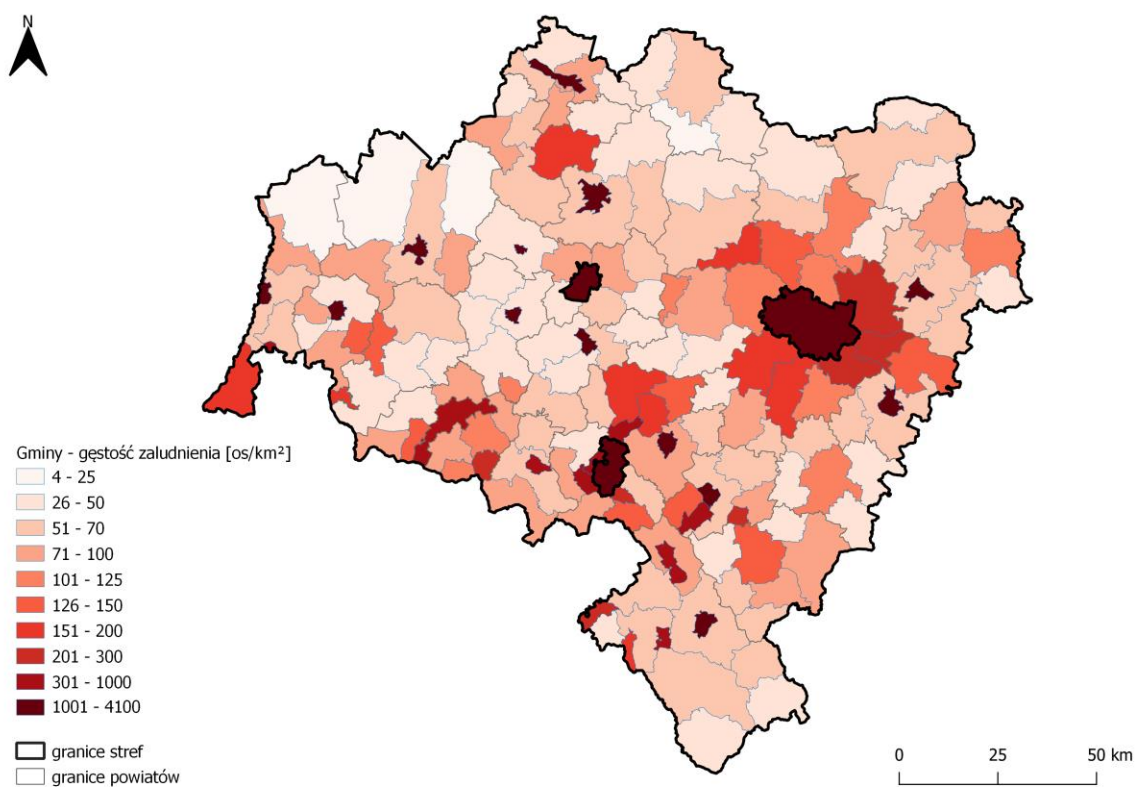 N
Gminy - gęstość zaludnienia [os/km²]
4 - 25
26 - 50
51 - 70
71 - 100
101 - 125
126 - 150
151 - 200
201 - 300
301 - 1000
1001 - 4100
granice stref
granice powiatów
0 25 50 km